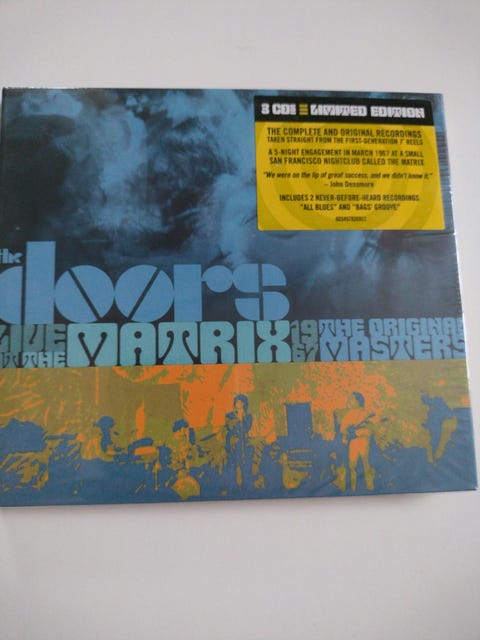 3 CDs LIMITED EDITION
THE COMPLETE AND ORIGINAL RECORDINGS
TAKEN STRAIGHT FROM THE FIRST-GENERATION 7" REELS
A 5-NIGHT ENGAGEMENT IN MARCH 1967 AT A SMALL
SAN FRANCISCO NIGHTCLUB CALLED THE MATRIX
"We were on the lip of great success, and we didn't know it."
– John Densmore
INCLUDES 2 NEVER-BEFORE-HEARD RECORDINGS
"ALL BLUES" AND "BAGS' GROOVE"
the
doors
LIVE AT THE MATRIX 1967 THE ORIGINAL MASTERS